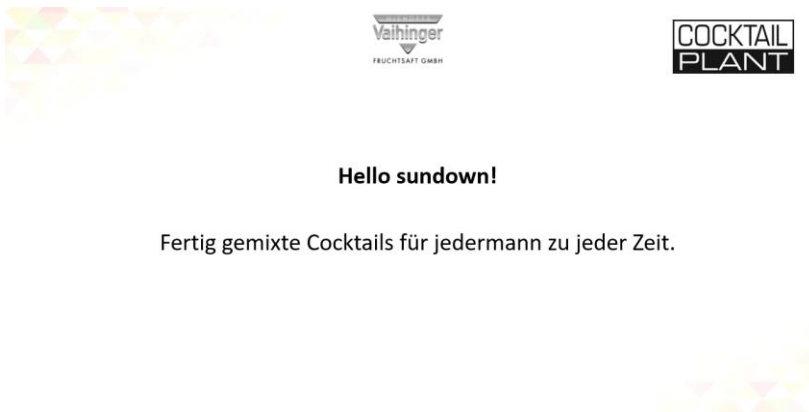 Vaihinger
FRUCHTSAFT GMBH
COCKTAIL
PLANT
Hello sundown!
Fertig gemixte Cocktails für jedermann zu jeder Zeit.